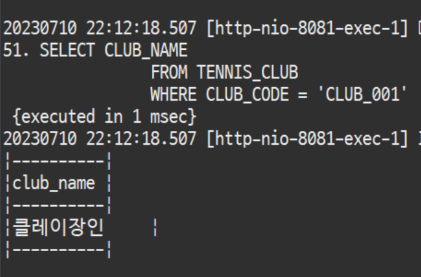 20230710 22:12:18.507 [http-nio-8081-exec-1]
51. SELECT CLUB_NAME
FROM TENNIS_CLUB
WHERE CLUB_CODE = 'CLUB_001'
{executed in 1 msec}
20230710 22:12:18.507 [http-nio-8081-exec-1]
|----------|
|club_name |
|----------|
|클레이장인 |
|----------|